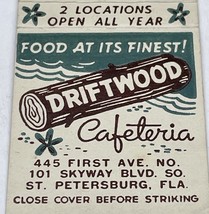 2 LOCATIONS
OPEN ALL YEAR
FOOD AT ITS FINEST!
DRIFTWOOD
Cafeteria
445 FIRST AVE. NO.
101 SKYWAY BLVD. SO.
ST. PETERSBURG, FLA.
CLOSE COVER BEFORE STRIKING